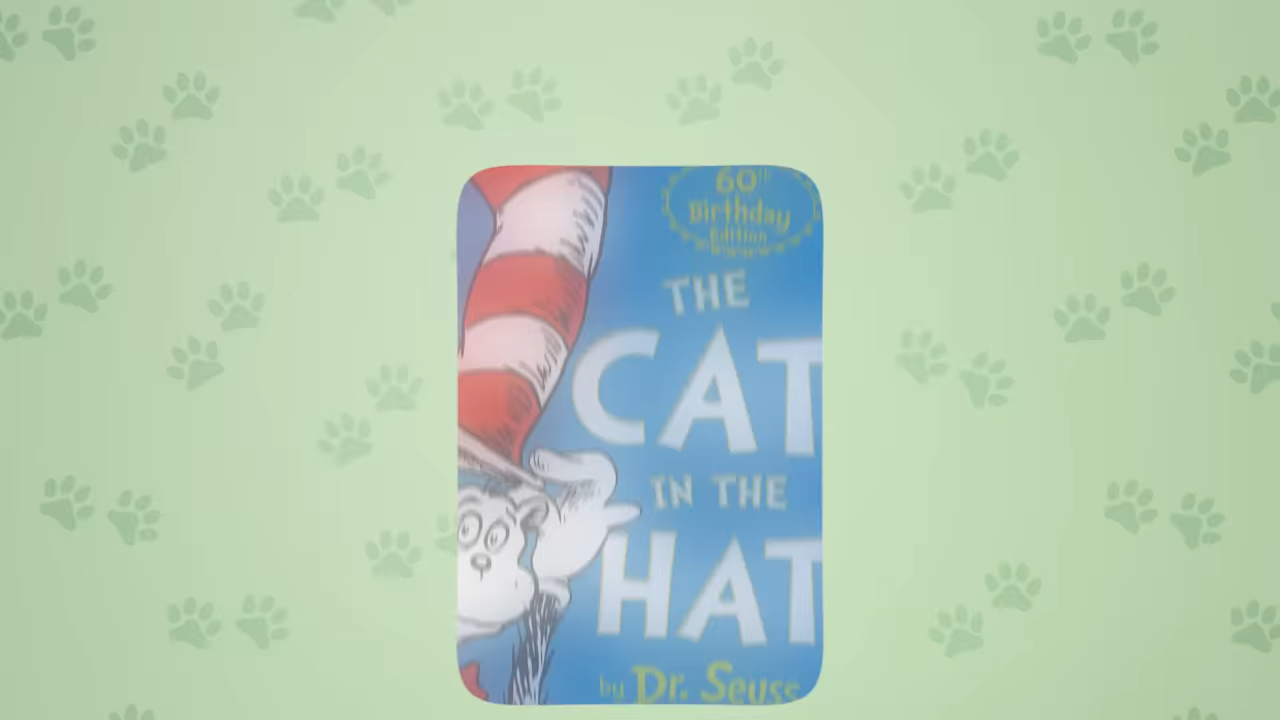 60th
Birthday
Edition
THE
CAT
IN THE
HAT
by Dr. Seuss